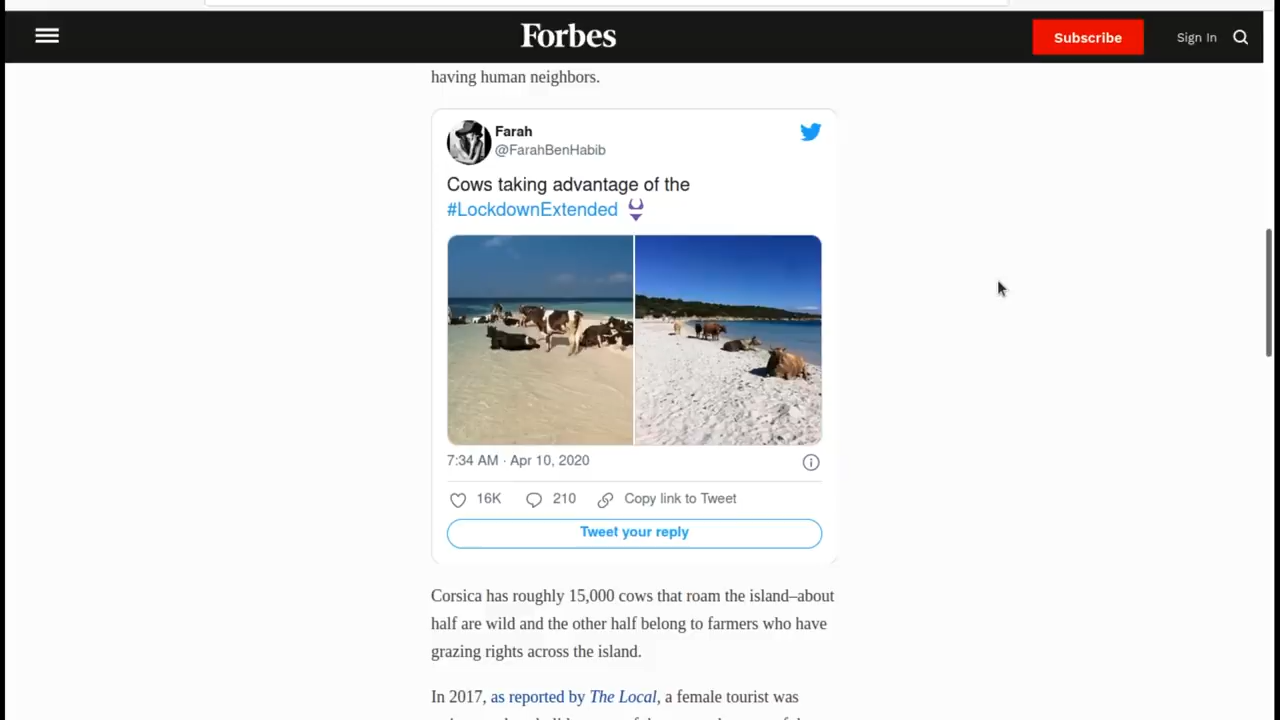 Forbes
Subscribe
Sign In
having human neighbors.
Farah
@FarahBenHabib
Cows taking advantage of the
#LockdownExtended
7:34 AM · Apr 10, 2020
16K
210
Copy link to Tweet
Tweet your reply
Corsica has roughly 15,000 cows that roam the island–about
half are wild and the other half belong to farmers who have
grazing rights across the island.
In 2017, as reported by The Local, a female tourist was